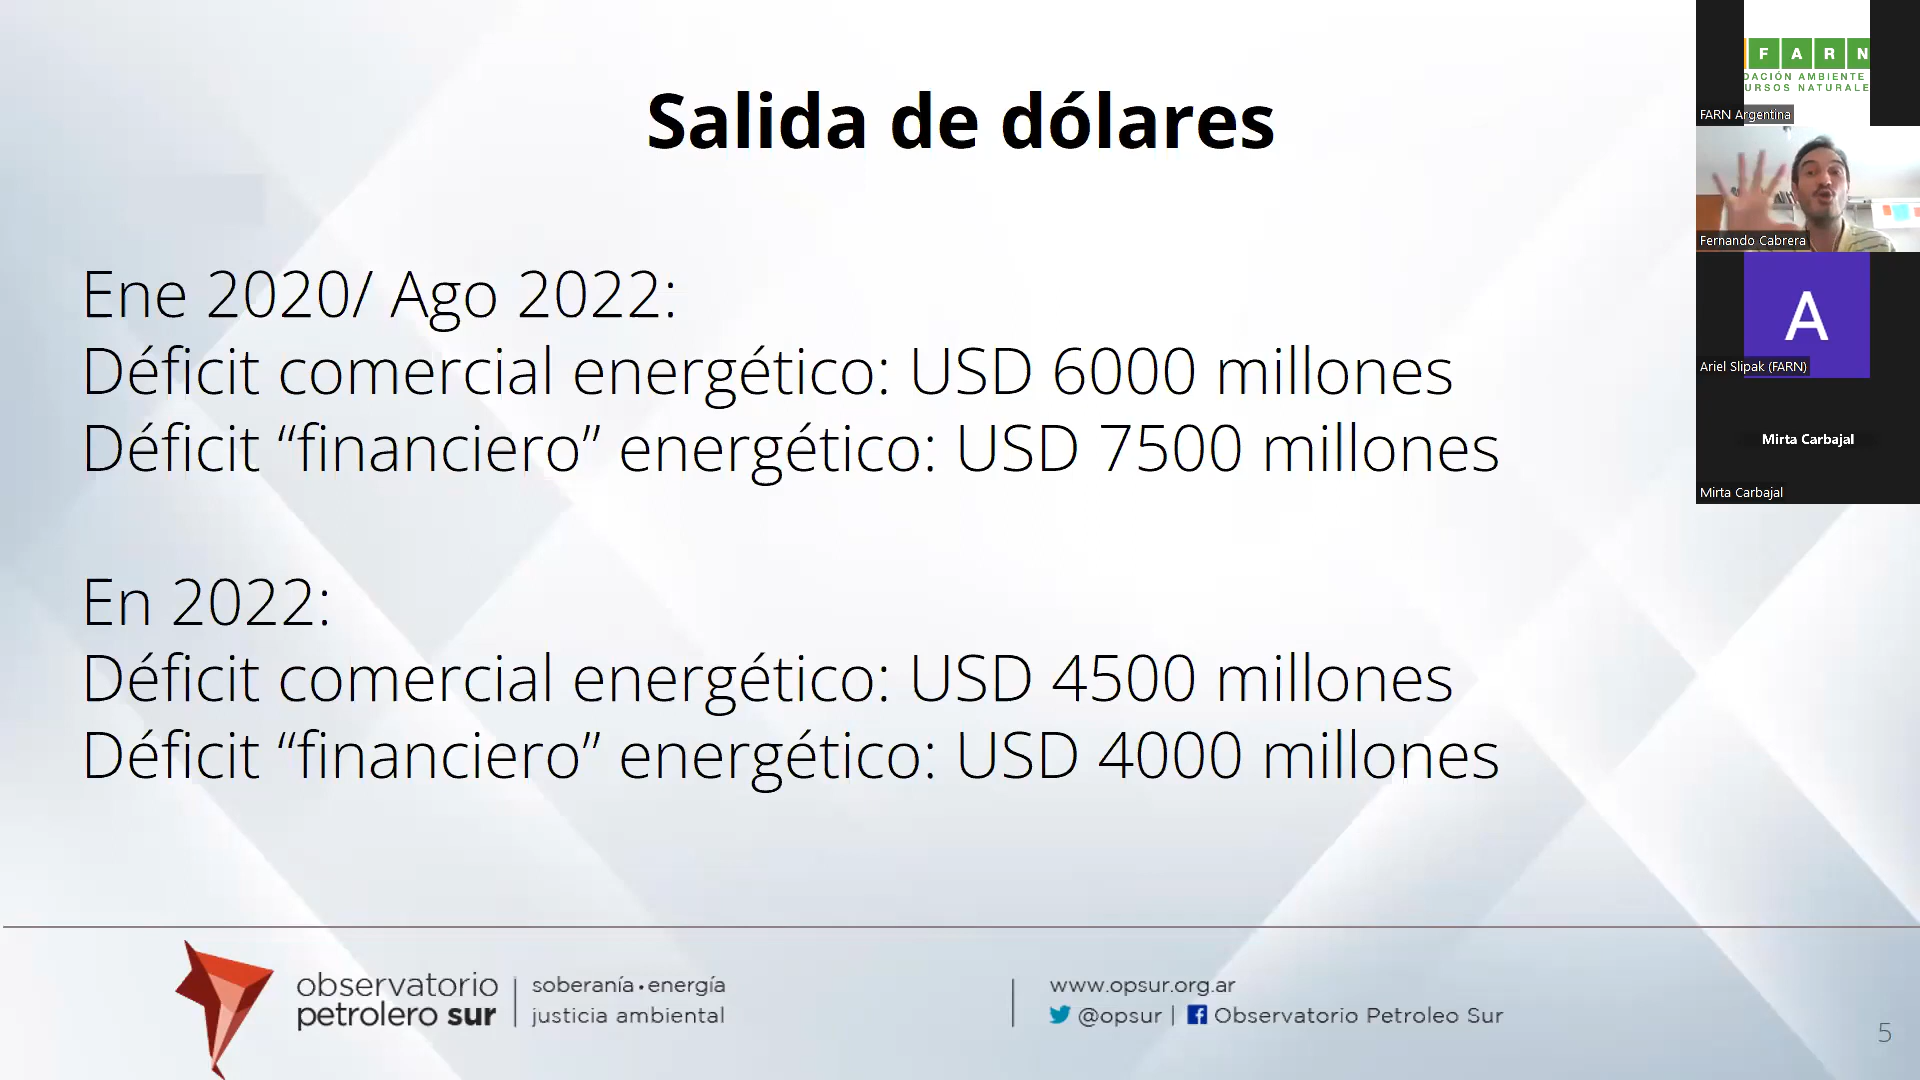 Salida de dólares
Ene 2020/ Ago 2022:
Déficit comercial energético: USD 6000 millones
Déficit “financiero” energético: USD 7500 millones
En 2022:
Déficit comercial energético: USD 4500 millones
Déficit “financiero” energético: USD 4000 millones
observatorio
petrolero sur
soberanía•energía
justicia ambiental
www.opsur.org.ar
@opsur | Observatorio Petroleo Sur
5
FARN
DACIÓN AMBIENTE
URSOS NATURALE
FARN Argentina
Fernando Cabrera
A
Ariel Slipak (FARN)
Mirta Carbajal
Mirta Carbajal